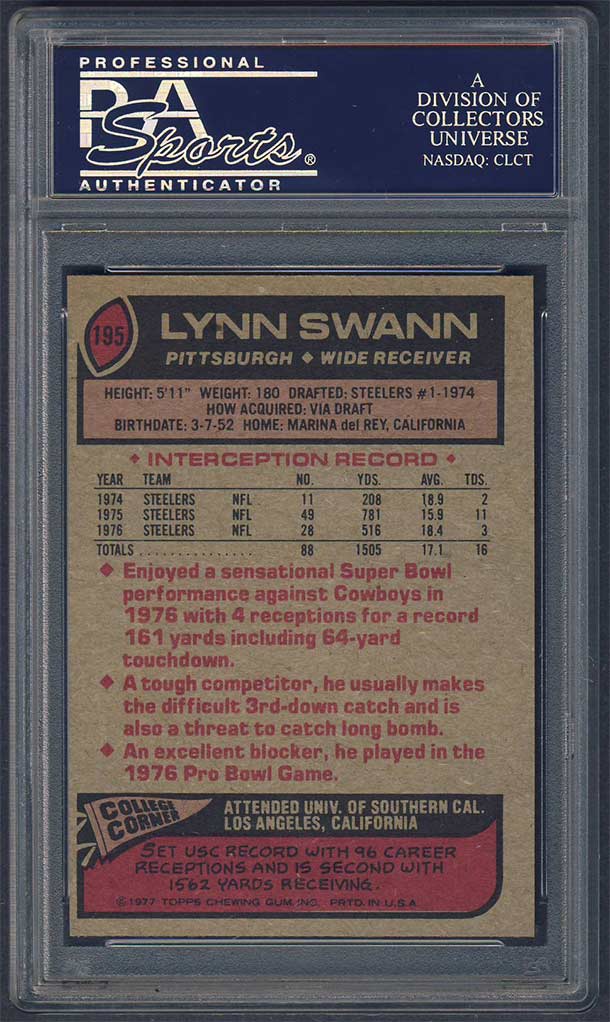 PROFESSIONAL
PSA
Sports®
AUTHENTICATOR
A
DIVISION OF
COLLECTORS
UNIVERSE
NASDAQ: CLCT
195
LYNN SWANN
PITTSBURGH ◆ WIDE RECEIVER
HEIGHT: 5'11" WEIGHT: 180 DRAFTED: STEELERS #1-1974
HOW ACQUIRED: VIA DRAFT
BIRTHDATE: 3-7-52 HOME: MARINA del REY, CALIFORNIA
◆ INTERCEPTION RECORD ◆
YEAR TEAM NO. YDS. AVG. TDS.
1974 STEELERS NFL 11 208 18.9 2
1975 STEELERS NFL 49 781 15.9 11
1976 STEELERS NFL 28 516 18.4 3
TOTALS . . . . . . . . . . . . . 88 1505 17.1 16
◆ Enjoyed a sensational Super Bowl
performance against Cowboys in
1976 with 4 receptions for a record
161 yards including 64-yard
touchdown.
◆ A tough competitor, he usually makes
the difficult 3rd-down catch and is
also a threat to catch long bomb.
◆ An excellent blocker, he played in the
1976 Pro Bowl Game.
COLLEGE
CORNER
ATTENDED UNIV. OF SOUTHERN CAL.
LOS ANGELES, CALIFORNIA
SET USC RECORD WITH 96 CAREER
RECEPTIONS AND IS SECOND WITH
1562 YARDS RECEIVING.
©1977 TOPPS CHEWING GUM, INC. PRTD. IN U.S.A.